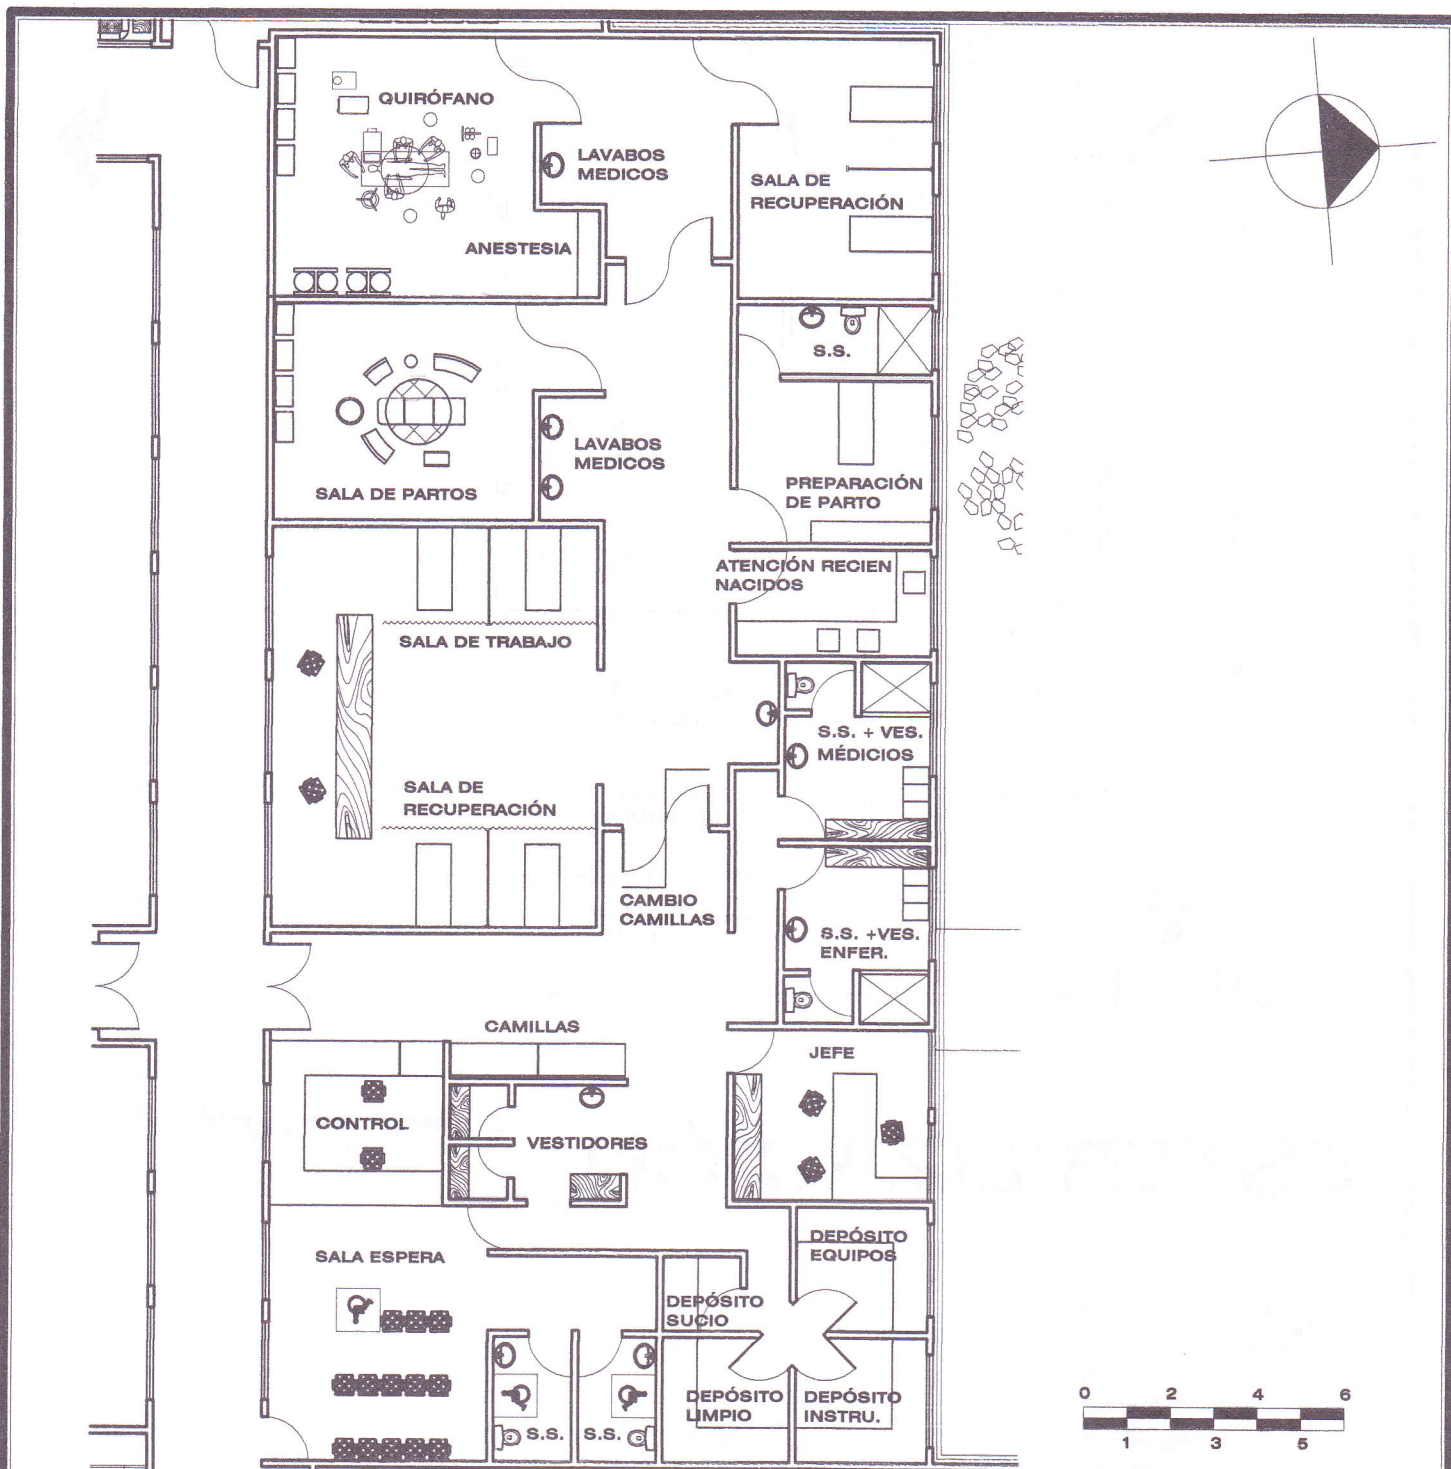 QUIRÓFANO
LAVABOS
MEDICOS
SALA DE
RECUPERACIÓN
ANESTESIA
S.S.
LAVABOS
MEDICOS
SALA DE PARTOS
PREPARACIÓN
DE PARTO
ATENCIÓN RECIEN
NACIDOS
SALA DE TRABAJO
S.S. + VES.
MÉDICIOS
SALA DE
RECUPERACIÓN
CAMBIO
CAMILLAS
S.S. +VES.
ENFER.
CAMILLAS
JEFE
CONTROL
VESTIDORES
SALA ESPERA
DEPÓSITO
EQUIPOS
DEPÓSITO
SUCIO
DEPÓSITO
LIMPIO
DEPÓSITO
INSTRU.
S.S.
S.S.
0 2 4 6
1 3 5